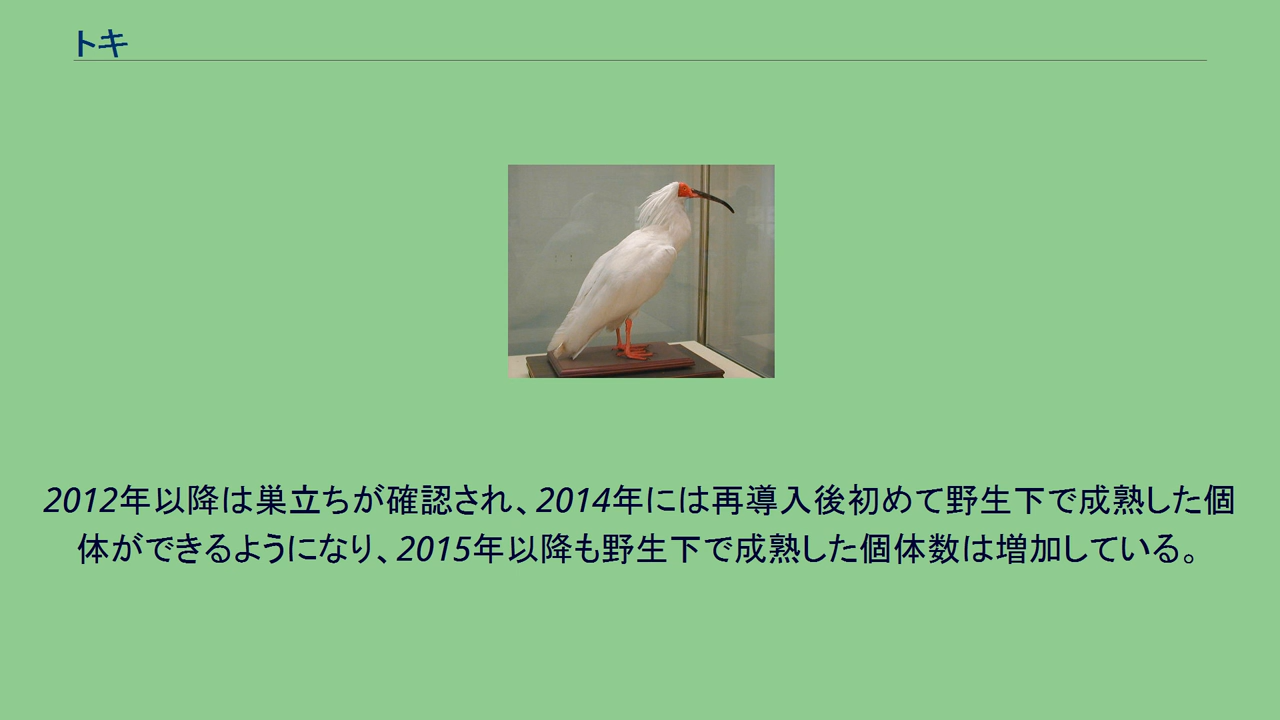 トキ
2012年以降は巣立ちが確認され、2014年には再導入後初めて野生下で成熟した個
体ができるようになり、2015年以降も野生下で成熟した個体数は増加している。